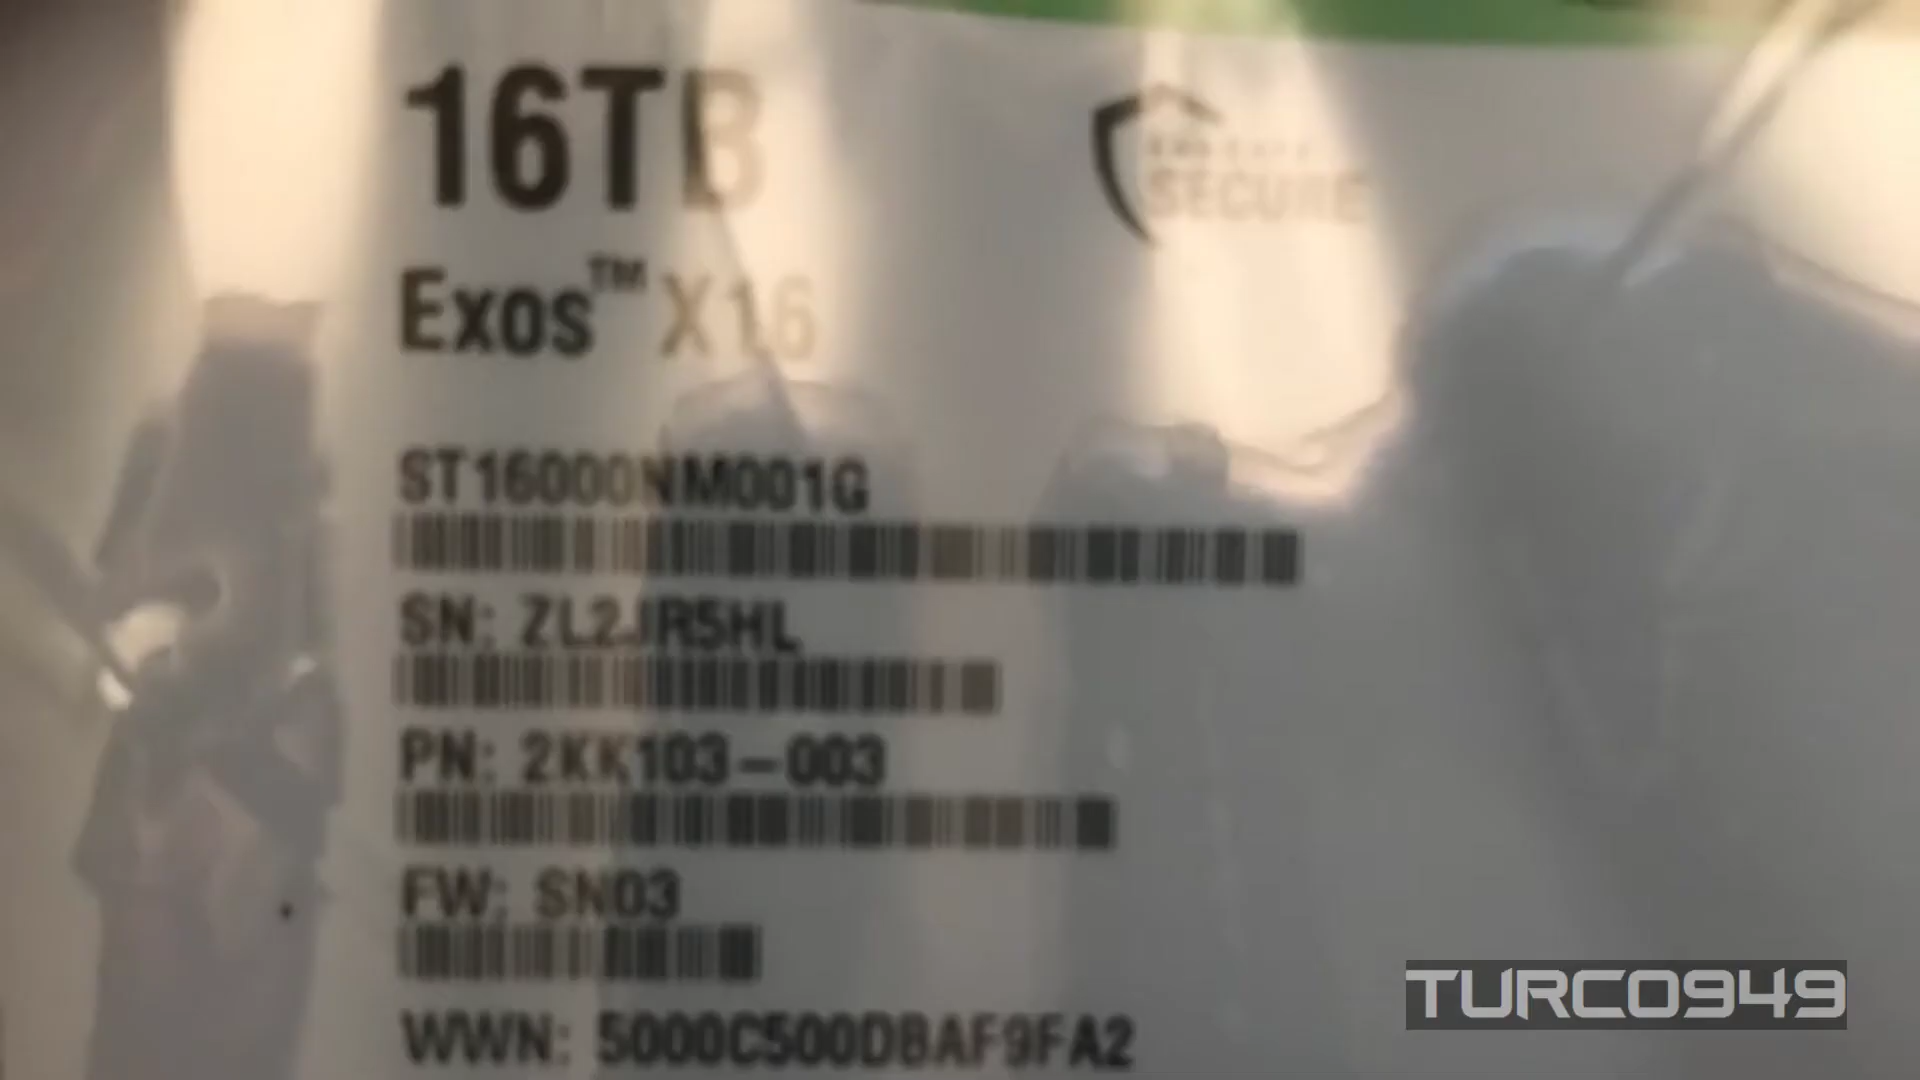 16TB
SECURE
Exos™ X16
ST16000NM001G
SN: ZL2JR5HL
PN: 2KK103-003
FW: SN03
WWN: 5000C500DBAF9FA2
TURCO949